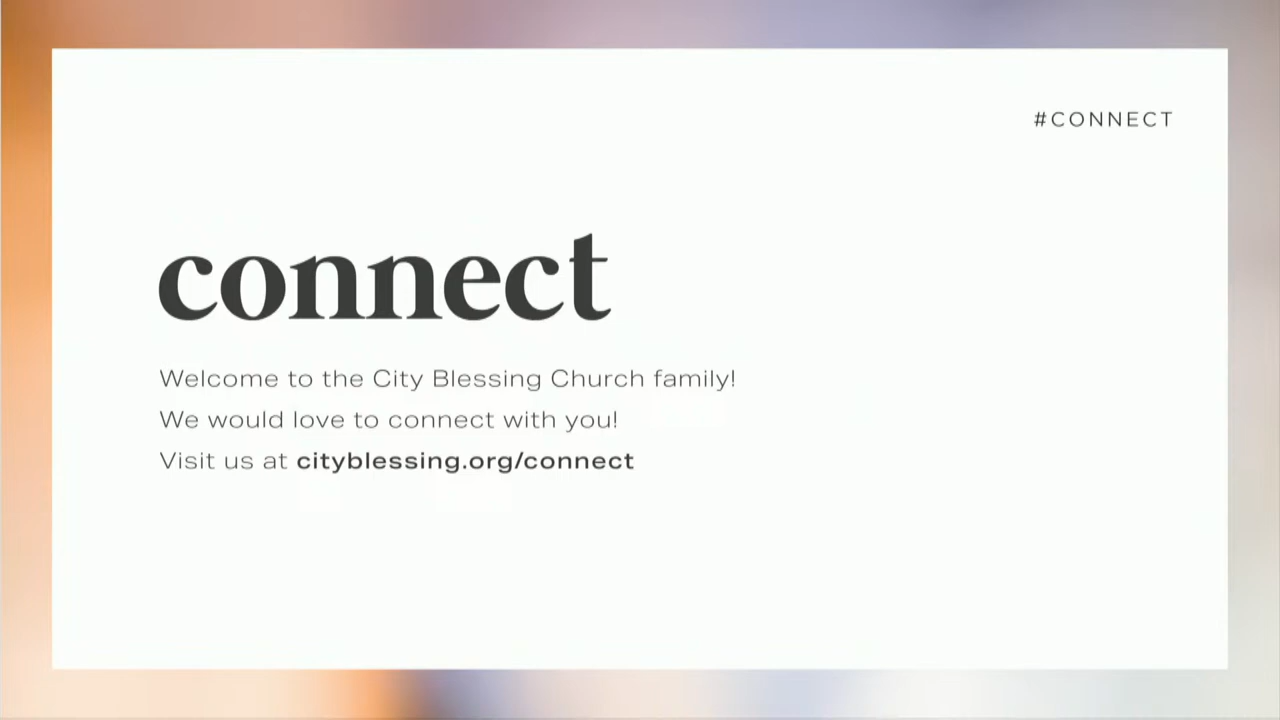 #CONNECT
connect
Welcome to the City Blessing Church family!
We would love to connect with you!
Visit us at cityblessing.org/connect